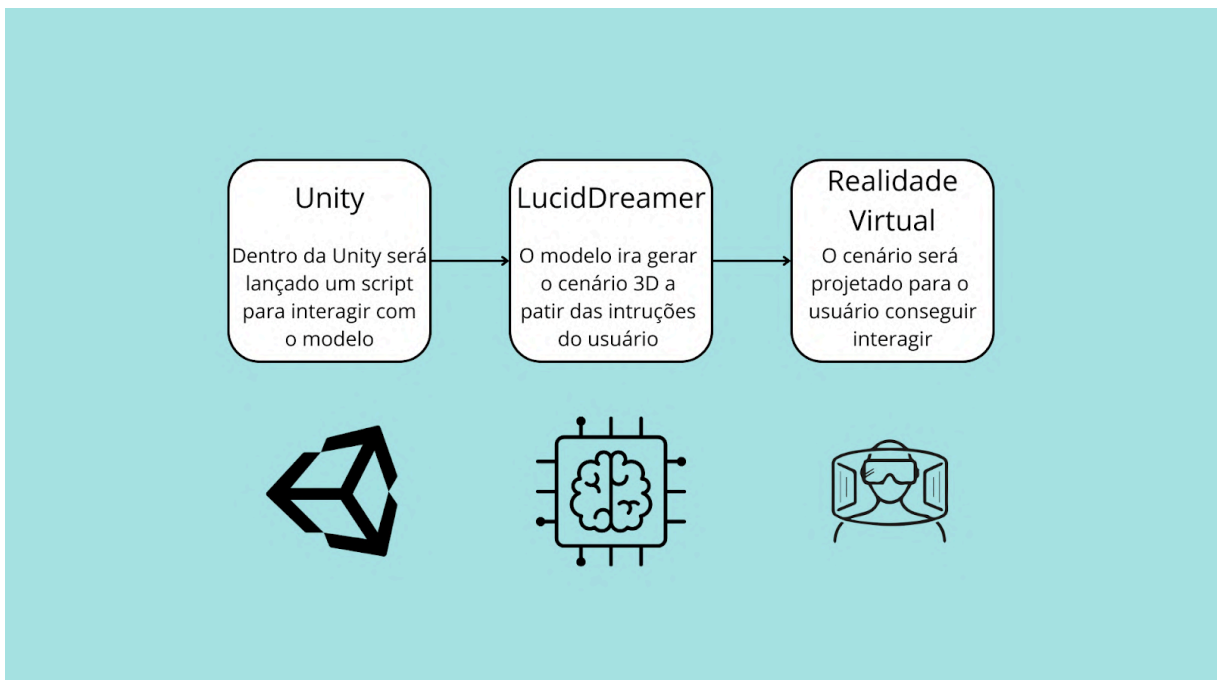 Unity
Dentro da Unity será
lançado um script
para interagir com
o modelo
LucidDreamer
O modelo ira gerar
o cenário 3D a
patir das intruções
do usuário
Realidade
Virtual
O cenário será
projetado para o
usuário conseguir
interagir